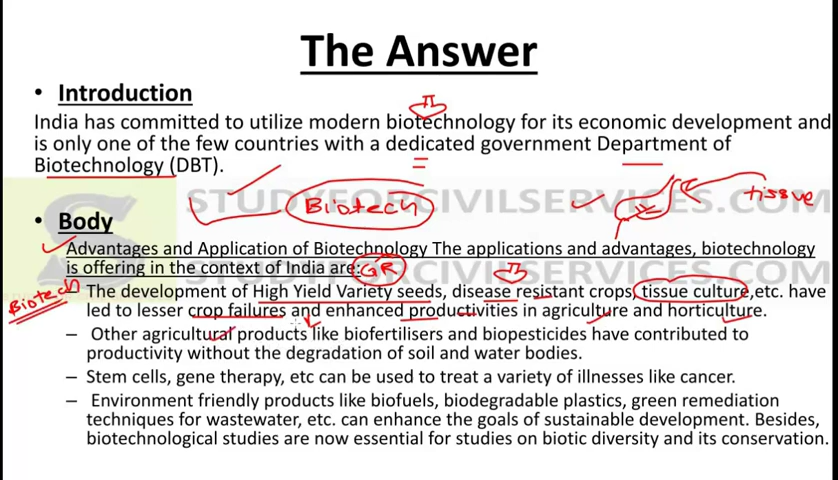 The Answer
• Introduction
India has committed to utilize modern biotechnology for its economic development and
is only one of the few countries with a dedicated government Department of
Biotechnology (DBT).
STUDYFORCIVILSERVICES.COM
Biotech
tissue
• Body
Advantages and Application of Biotechnology The applications and advantages, biotechnology
is offering in the context of India are:
GR
Biotech
– The development of High Yield Variety seeds, disease resistant crops, tissue culture,etc. have
led to lesser crop failures and enhanced productivities in agriculture and horticulture.
STUDYFORCIVILSERVICES.COM
– Other agricultural products like biofertilisers and biopesticides have contributed to
productivity without the degradation of soil and water bodies.
– Stem cells, gene therapy, etc can be used to treat a variety of illnesses like cancer.
– Environment friendly products like biofuels, biodegradable plastics, green remediation
techniques for wastewater, etc. can enhance the goals of sustainable development. Besides,
biotechnological studies are now essential for studies on biotic diversity and its conservation.